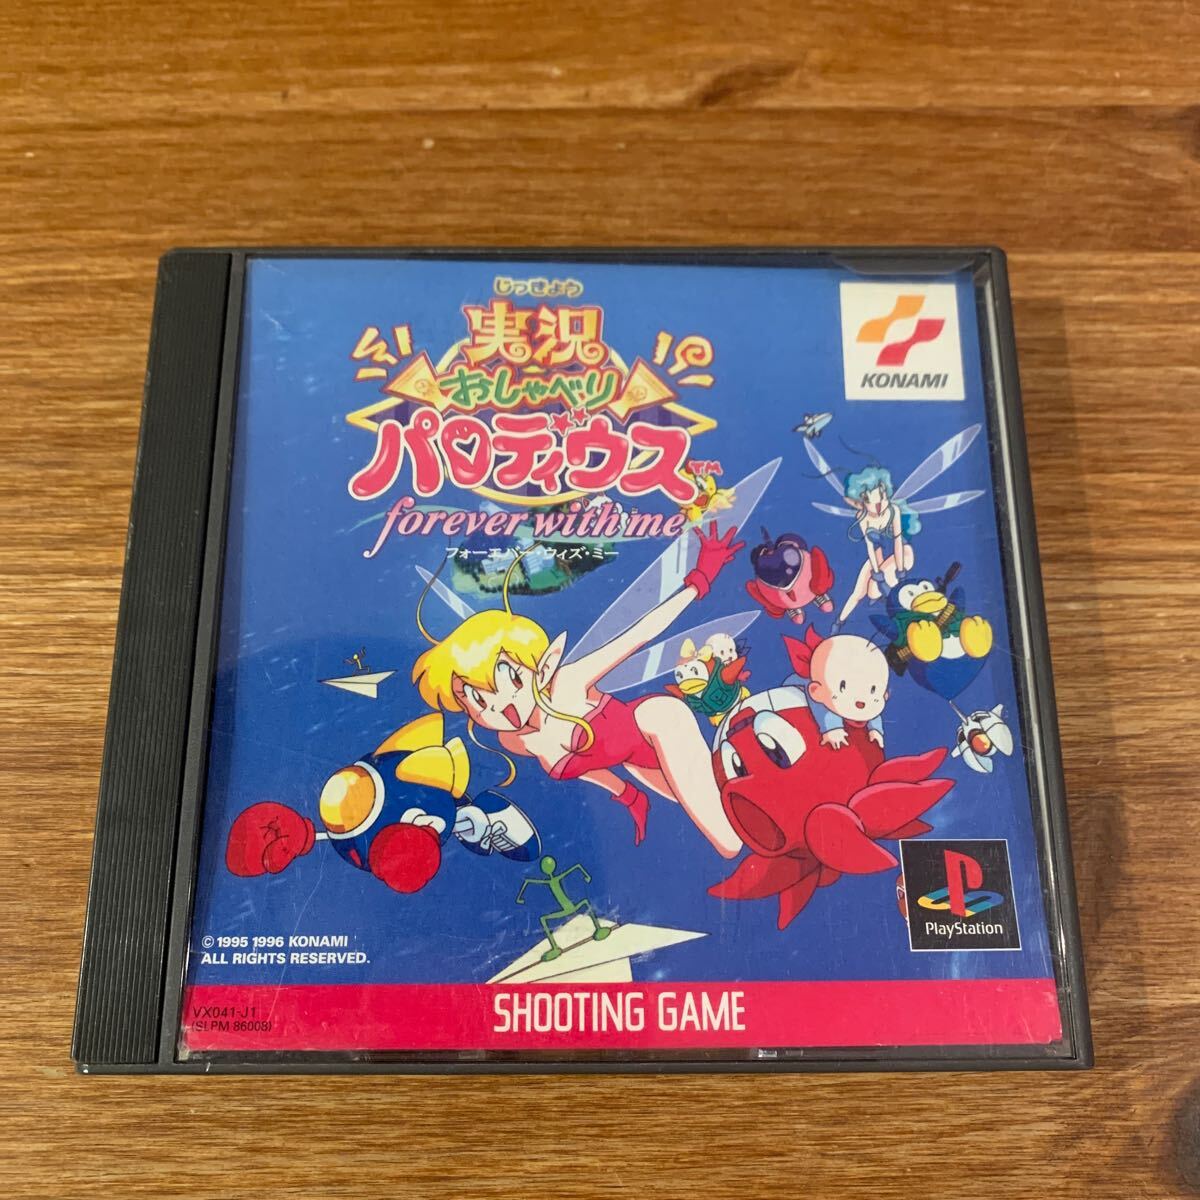 じっきょう
実況
おしゃべり
パロディウス™
forever with me
フォーエバー・ウィズ・ミー
KONAMI
PlayStation
© 1995 1996 KONAMI
ALL RIGHTS RESERVED.
VX041-J1
(SLPM 86008)
SHOOTING GAME